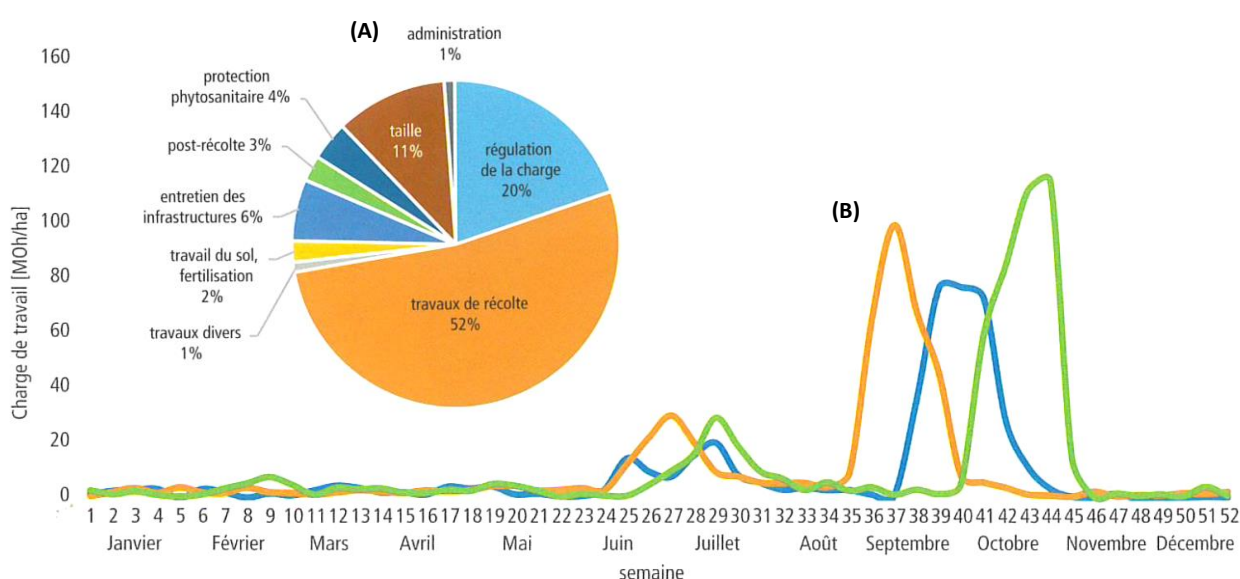 (A)
administration
1%
protection
phytosanitaire 4%
taille
11%
post-récolte 3%
régulation
de la charge
20%
entretien des
infrastructures 6%
travail du sol,
fertilisation
2%
travaux de récolte
52%
travaux divers
1%
(B)
Charge de travail [MOh/ha]
160
140
120
100
80
60
40
20
0
1 2 3 4 5 6 7 8 9 10 11 12 13 14 15 16 17 18 19 20 21 22 23 24 25 26 27 28 29 30 31 32 33 34 35 36 37 38 39 40 41 42 43 44 45 46 47 48 49 50 51 52
Janvier Février Mars Avril Mai Juin Juillet Août Septembre Octobre Novembre Décembre
semaine